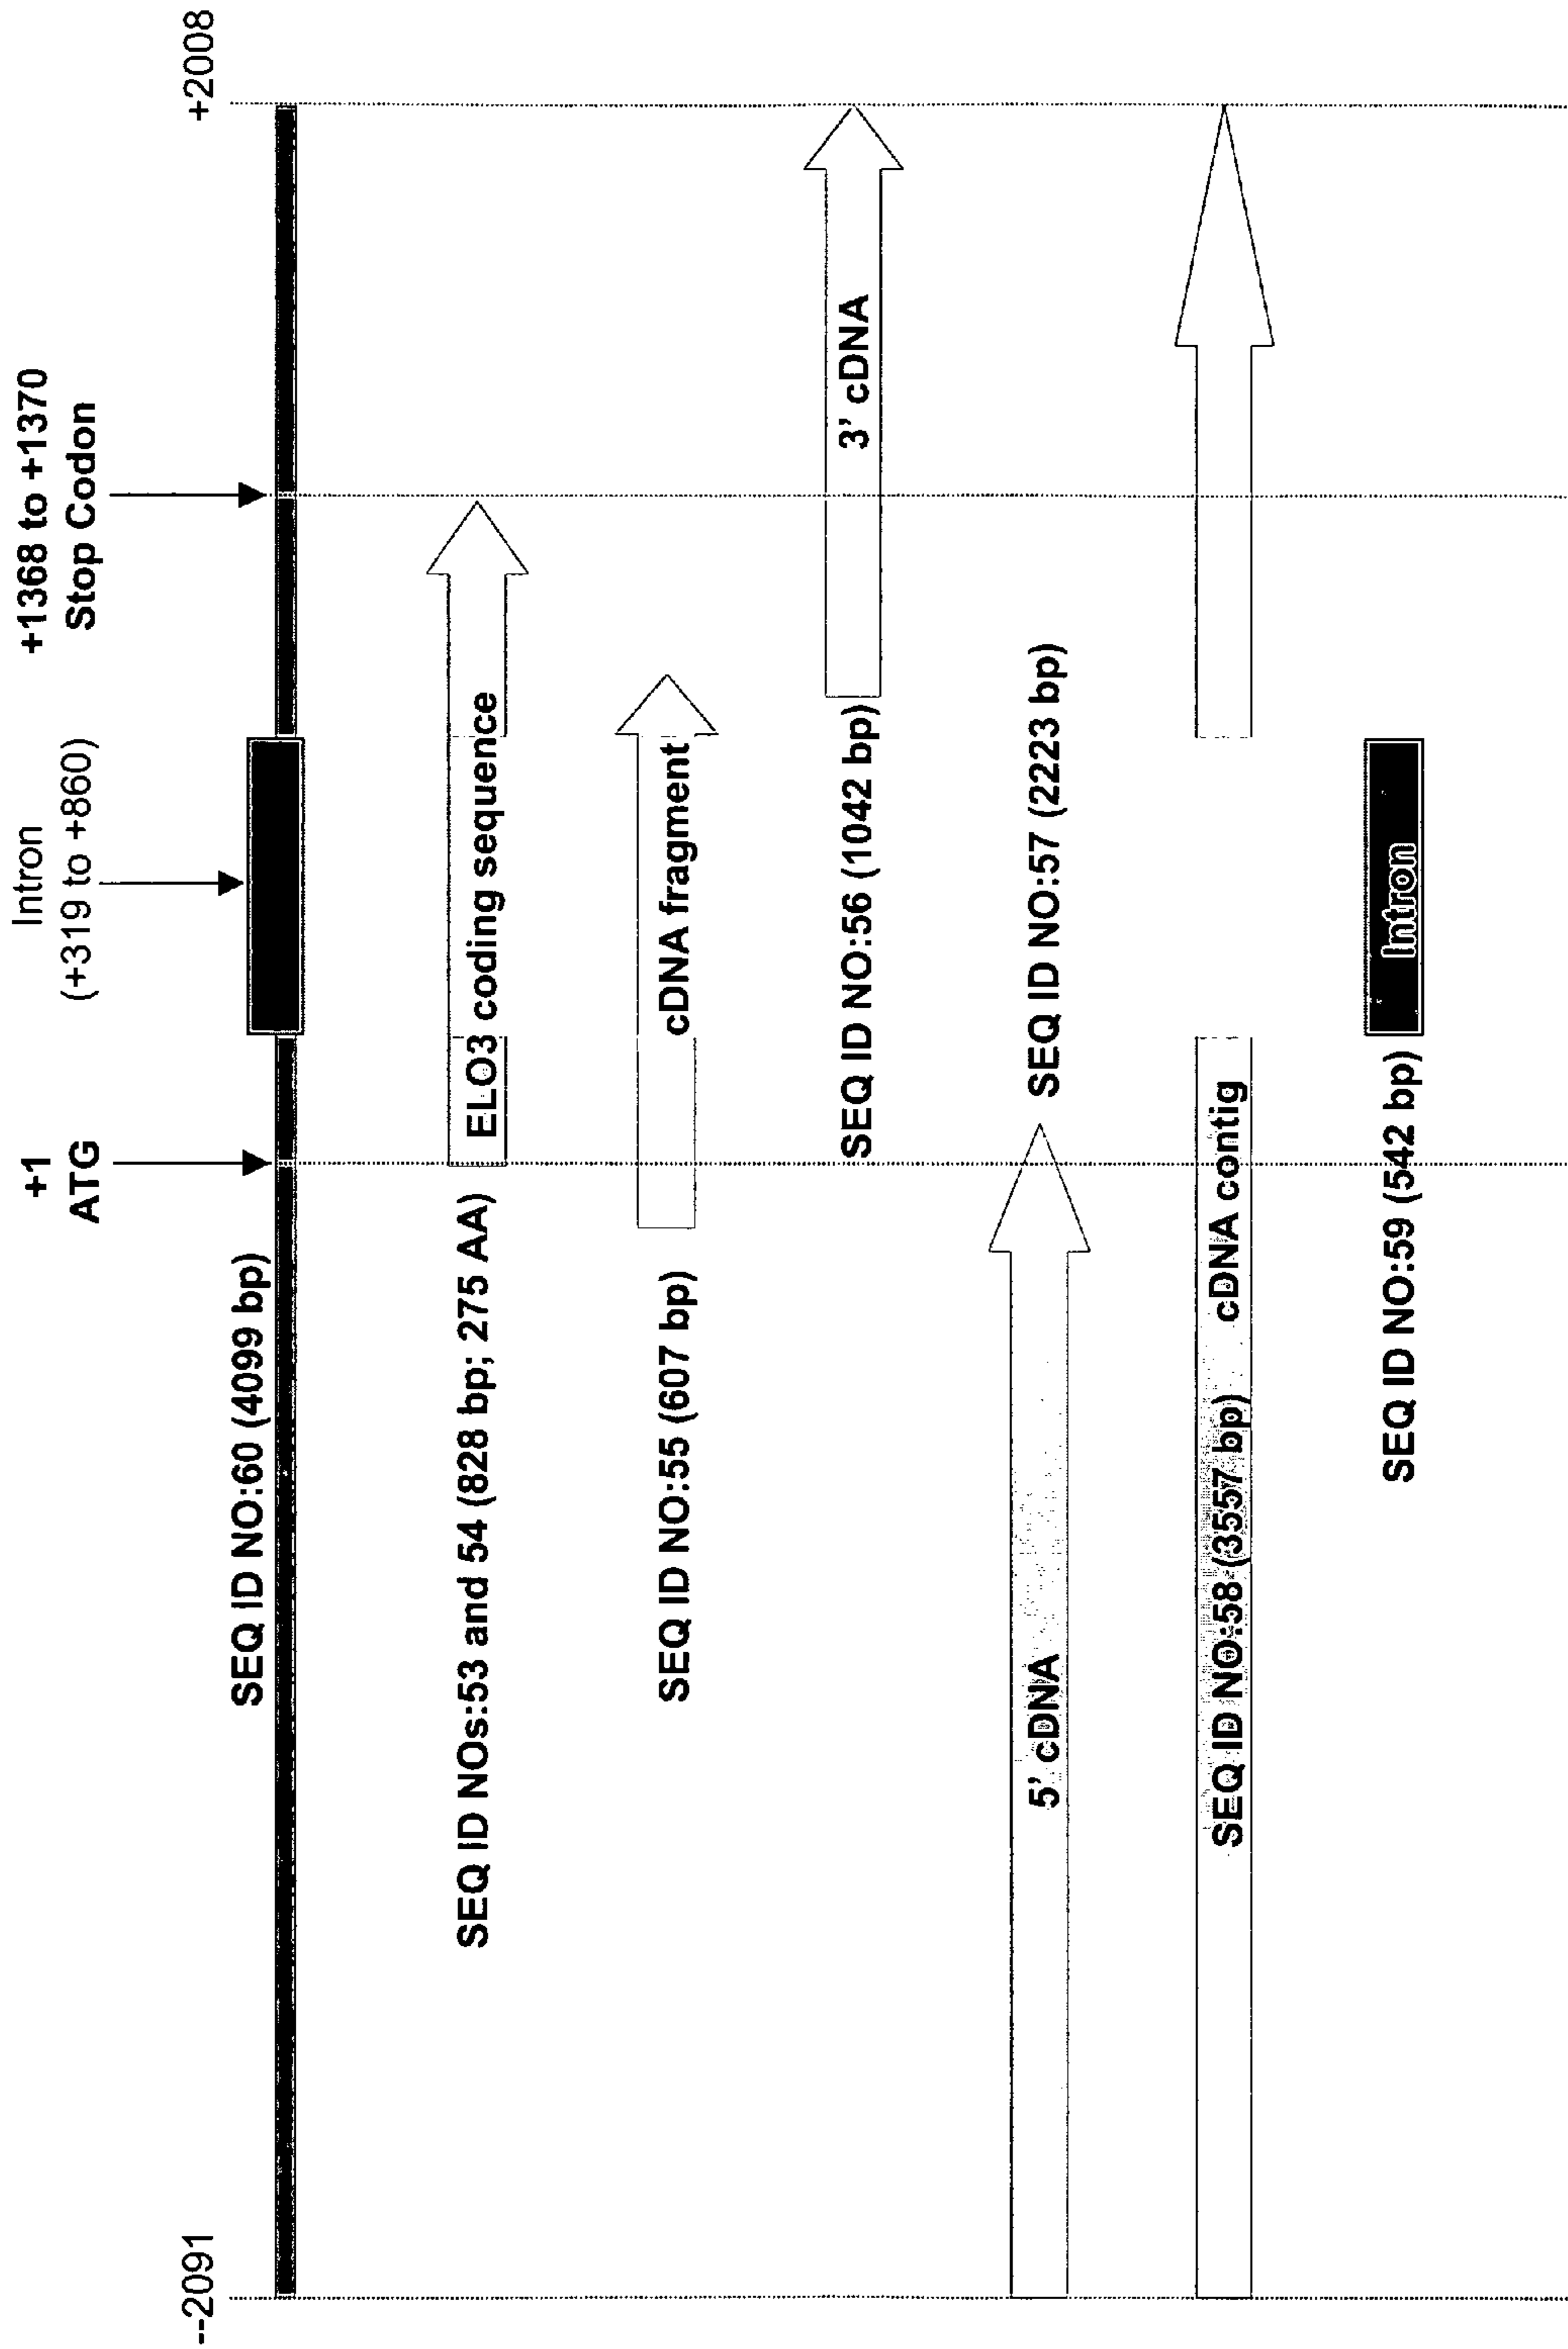 --2091
+1
ATG
Intron
(+319 to +860)
+1368 to +1370
Stop Codon
+2008
SEQ ID NO:60 (4099 bp)
SEQ ID NOs:53 and 54 (828 bp; 275 AA)
ELO3 coding sequence
SEQ ID NO:55 (607 bp)
cDNA fragment
SEQ ID NO:56 (1042 bp)
3' cDNA
5' cDNA
SEQ ID NO:57 (2223 bp)
SEQ ID NO:58 (3557 bp)
cDNA contig
SEQ ID NO:59 (542 bp)
Intron